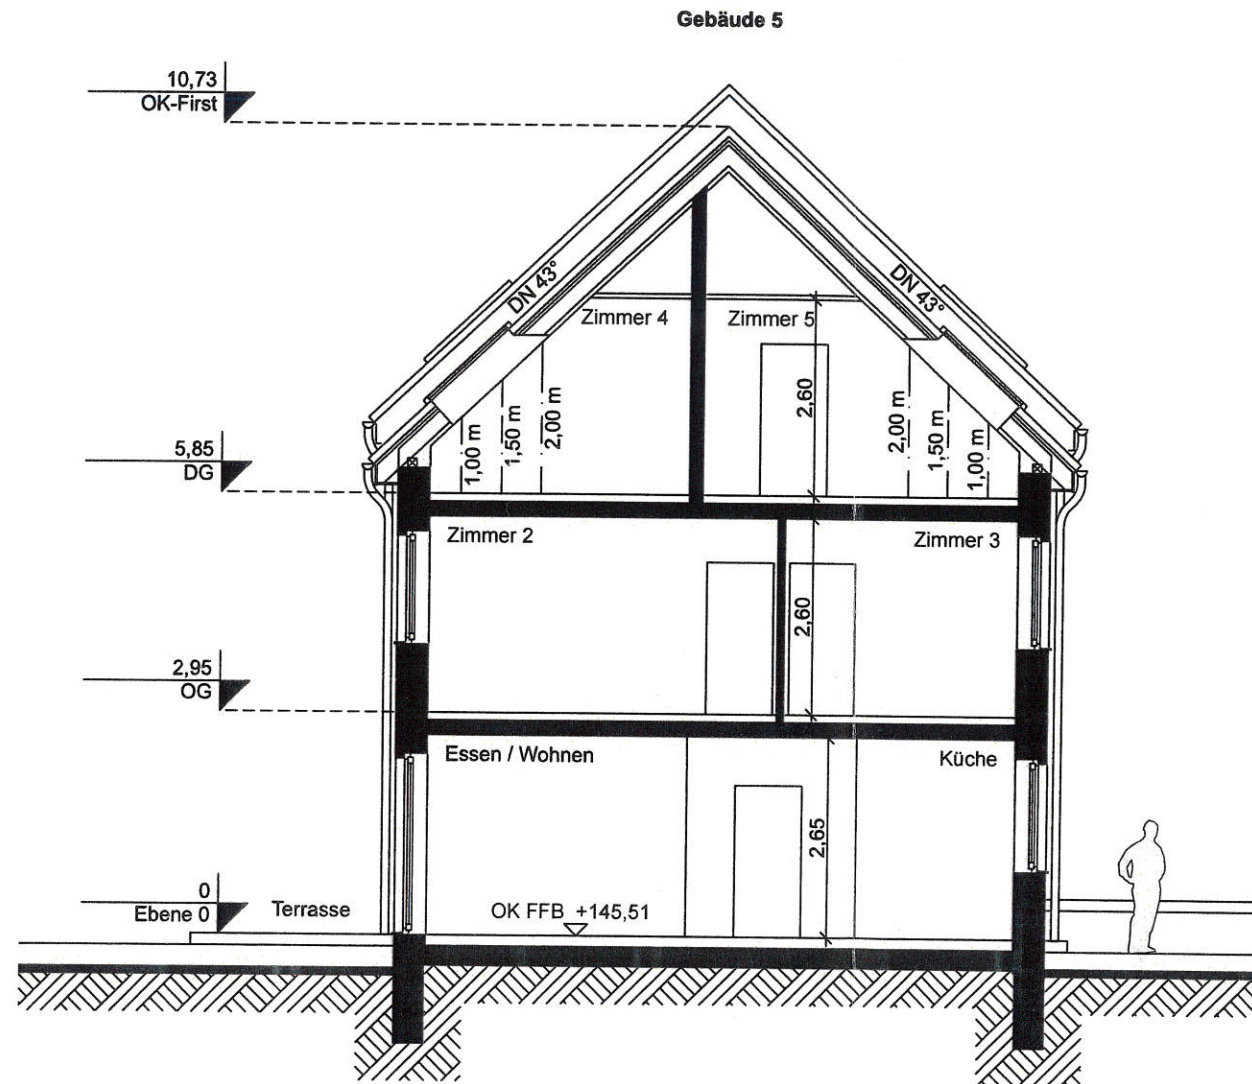 Gebäude 5
10,73
OK-First
DN 43°
DN 43°
Zimmer 4
Zimmer 5
2,60
1,00 m
1,50 m
2,00 m
2,00 m
1,50 m
1,00 m
5,85
DG
Zimmer 2
Zimmer 3
2,60
2,95
OG
Essen / Wohnen
Küche
2,65
0
Ebene 0
Terrasse
OK FFB +145,51